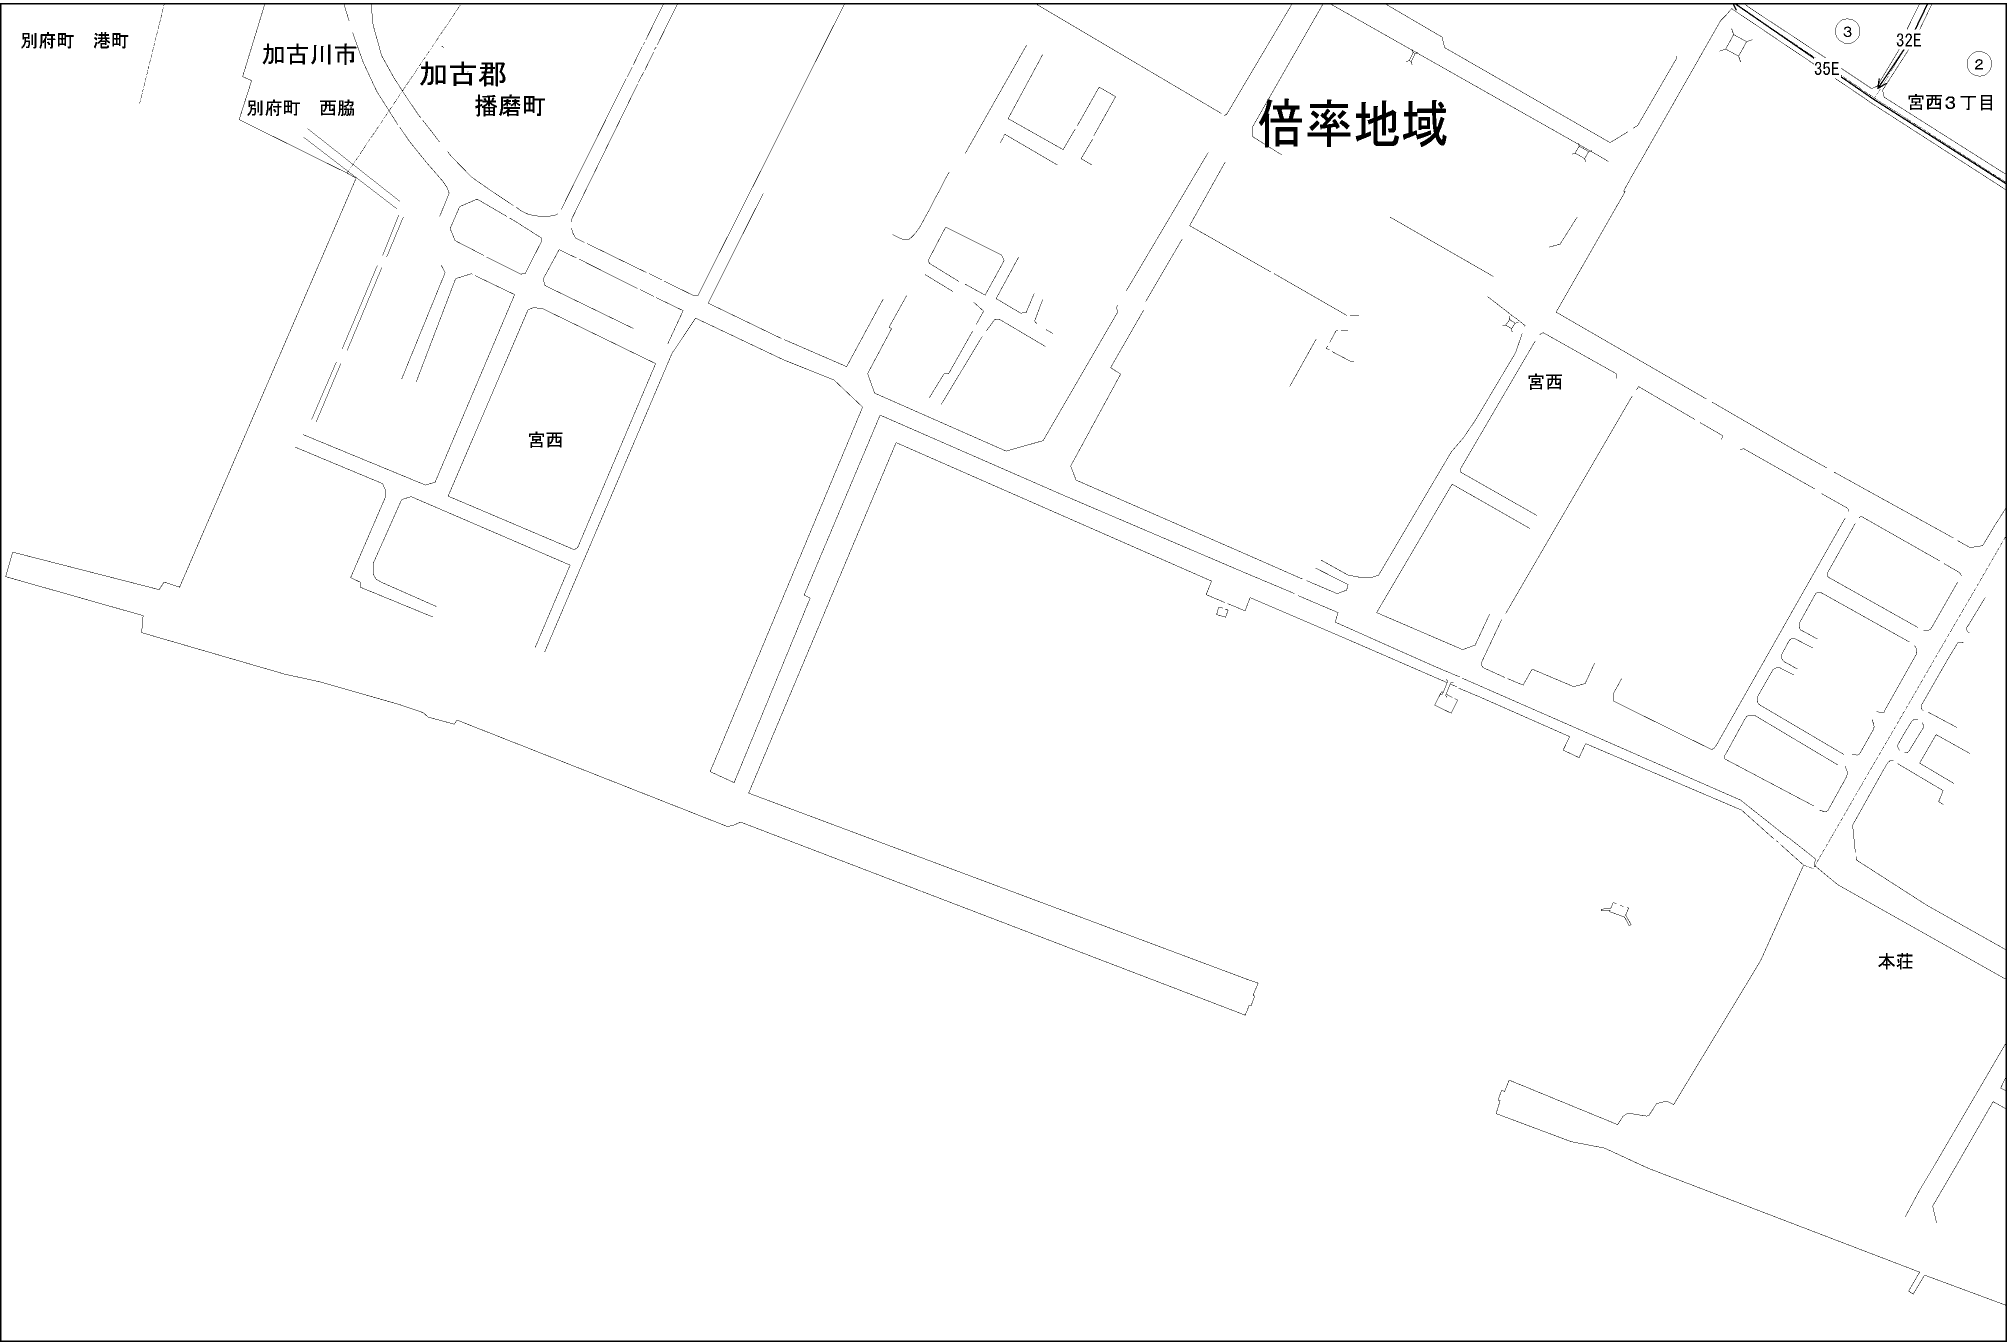 別府町　港町
加古川市
別府町　西脇
加古郡
播磨町
倍率地域
35E
③
32E
②
宮西３丁目
宮西
宮西
本荘